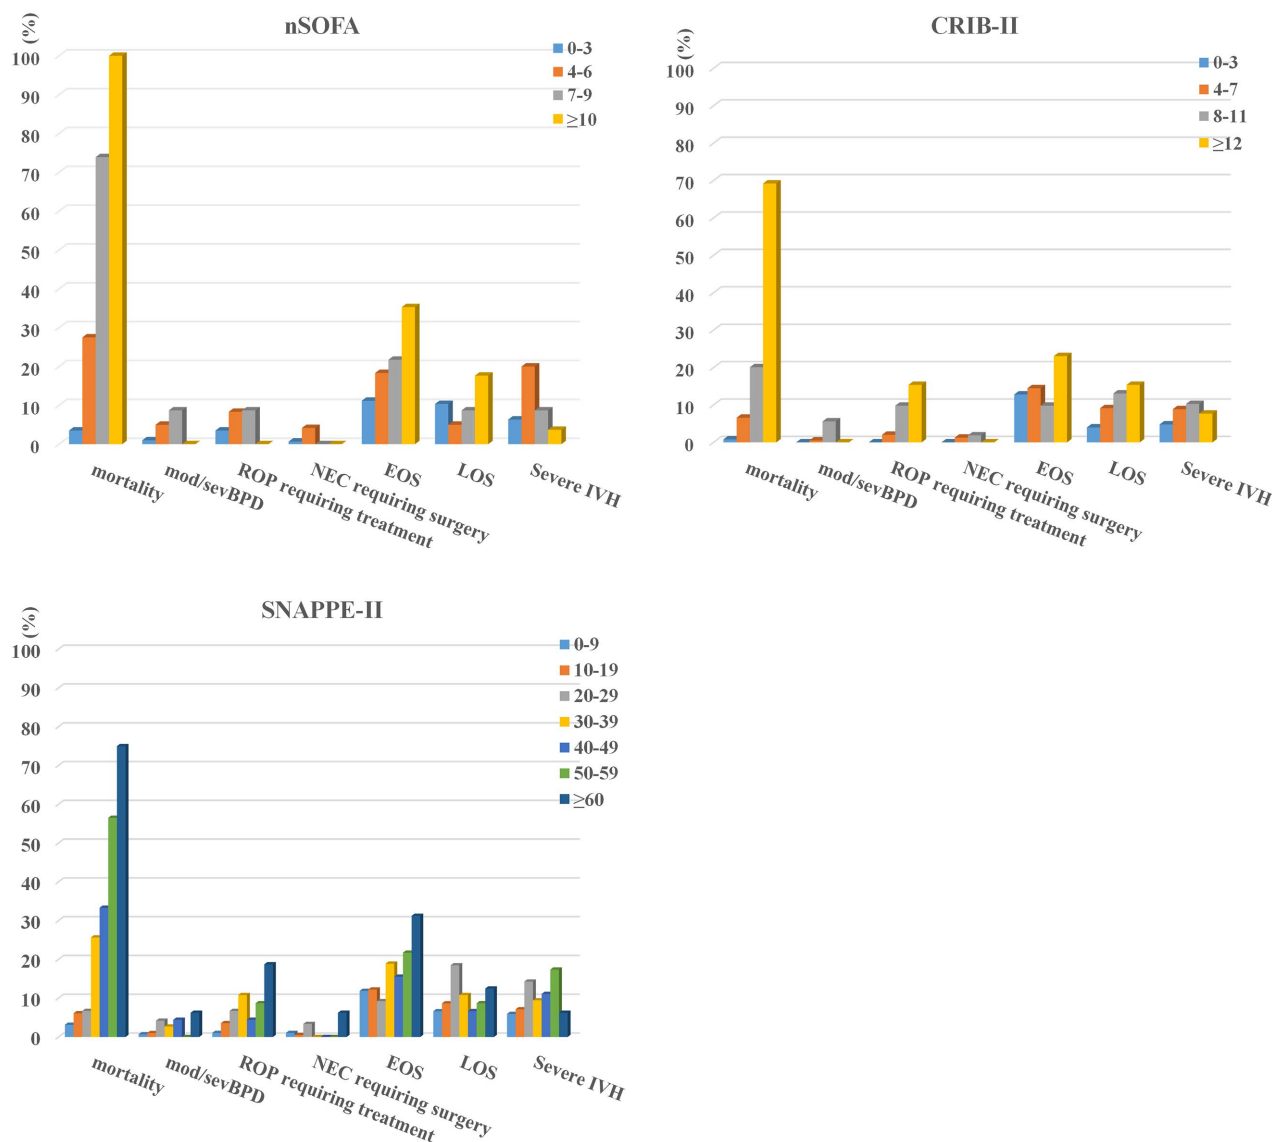 nSOFA
(%)
100
90
80
70
60
50
40
30
20
10
0
0-3
4-6
7-9
≥10
mortality
mod/sevBPD
ROP requiring treatment
NEC requiring surgery
EOS
LOS
Severe IVH
CRIB-II
(%)
100
90
80
70
60
50
40
30
20
10
0
0-3
4-7
8-11
≥12
mortality
mod/sevBPD
ROP requiring treatment
NEC requiring surgery
EOS
LOS
Severe IVH
SNAPPE-II
(%)
100
90
80
70
60
50
40
30
20
10
0
0-9
10-19
20-29
30-39
40-49
50-59
≥60
mortality
mod/sevBPD
ROP requiring treatment
NEC requiring surgery
EOS
LOS
Severe IVH